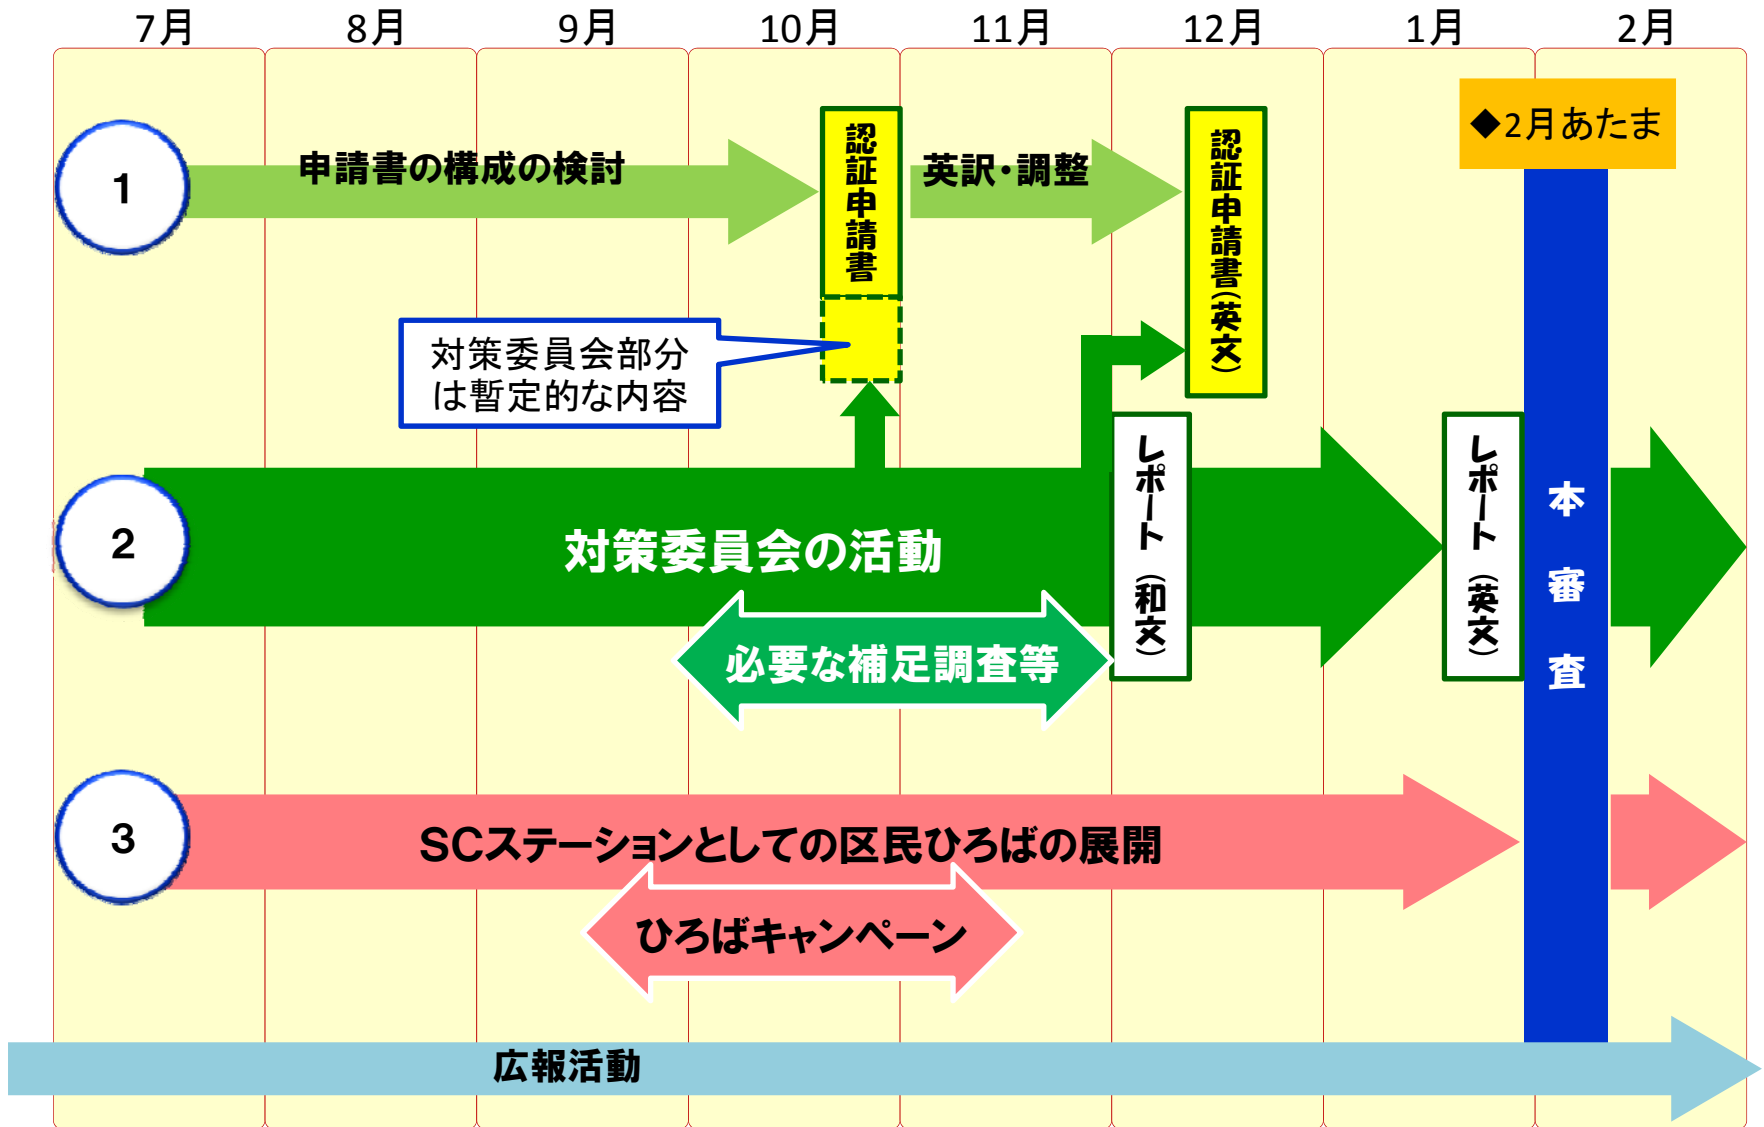 7月 8月 9月 10月 11月 12月 1月 2月
◆2月あたま
1
申請書の構成の検討
認証申請書
英訳・調整
認証申請書(英文)
対策委員会部分
は暫定的な内容
2
対策委員会の活動
必要な補足調査等
レポート(和文)
レポート(英文)
本審査
3
SCステーションとしての区民ひろばの展開
ひろばキャンペーン
広報活動